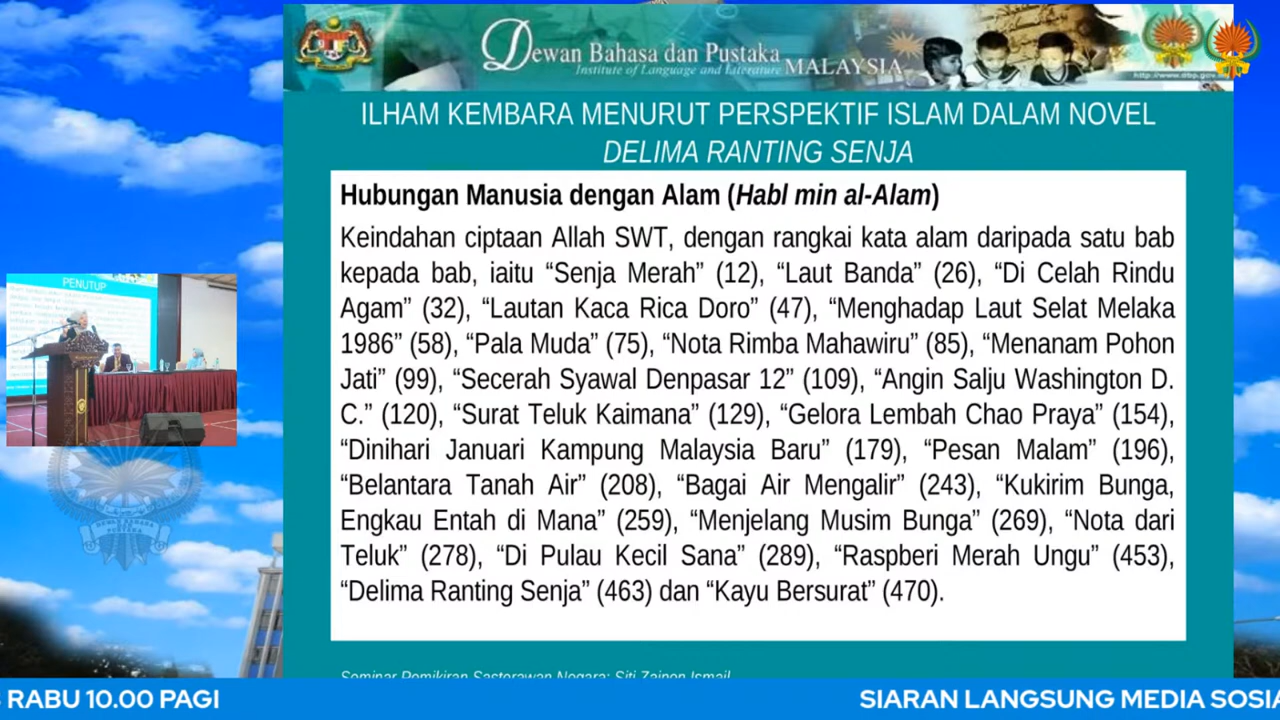 Dewan Bahasa dan Pustaka
Institute of Language and Literature MALAYSIA
http://www.dbp.gov.my
ILHAM KEMBARA MENURUT PERSPEKTIF ISLAM DALAM NOVEL
DELIMA RANTING SENJA
Hubungan Manusia dengan Alam (Habl min al-Alam)
Keindahan ciptaan Allah SWT, dengan rangkai kata alam daripada satu bab
kepada bab, iaitu “Senja Merah” (12), “Laut Banda” (26), “Di Celah Rindu
Agam” (32), “Lautan Kaca Rica Doro” (47), “Menghadap Laut Selat Melaka
1986” (58), “Pala Muda” (75), “Nota Rimba Mahawiru” (85), “Menanam Pohon
Jati” (99), “Secerah Syawal Denpasar 12” (109), “Angin Salju Washington D.
C.” (120), “Surat Teluk Kaimana” (129), “Gelora Lembah Chao Praya” (154),
“Dinihari Januari Kampung Malaysia Baru” (179), “Pesan Malam” (196),
“Belantara Tanah Air” (208), “Bagai Air Mengalir” (243), “Kukirim Bunga,
Engkau Entah di Mana” (259), “Menjelang Musim Bunga” (269), “Nota dari
Teluk” (278), “Di Pulau Kecil Sana” (289), “Raspberi Merah Ungu” (453),
“Delima Ranting Senja” (463) dan “Kayu Bersurat” (470).
Seminar Pemikiran Sasterawan Negara: Siti Zainon Ismail
PENUTUP
DEWAN BAHASA
PUSTAKA
RABU 10.00 PAGI
SIARAN LANGSUNG MEDIA SOSIA